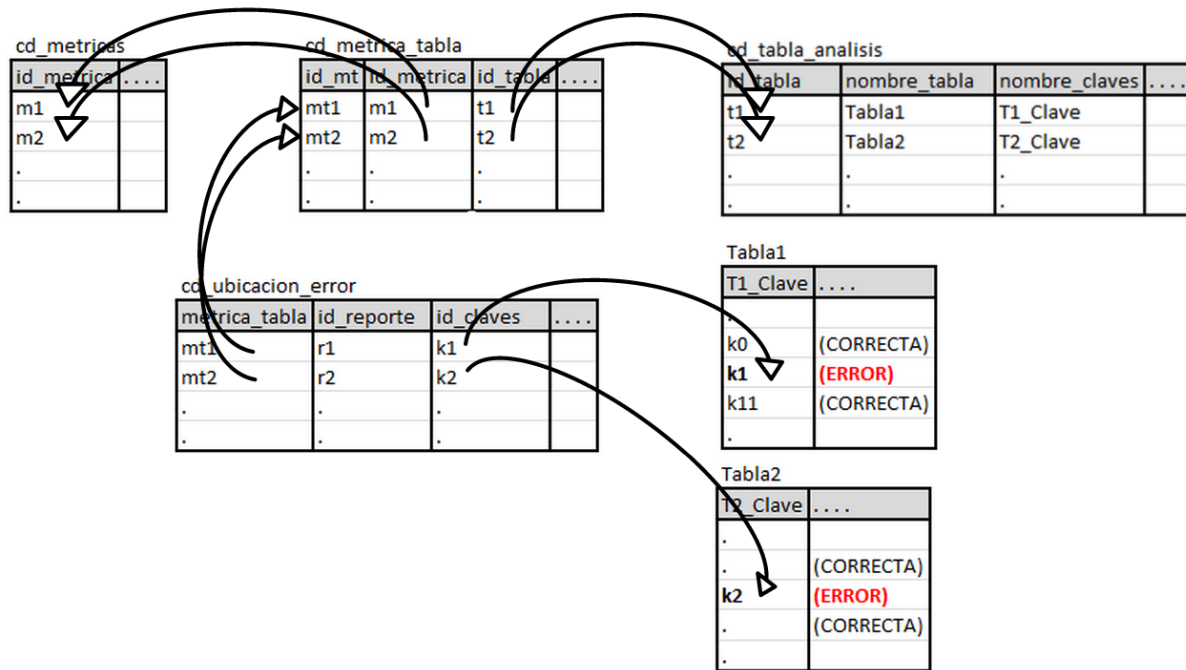 cd_metricas
id_metrica ....
m1
m2
.
.
cd_metrica_tabla
id_mt id_metrica id_tabla ....
mt1 m1 t1
mt2 m2 t2
. . .
. . .
cd_tabla_analisis
id_tabla nombre_tabla nombre_claves ....
t1 Tabla1 T1_Clave
t2 Tabla2 T2_Clave
. . .
. . .
cd_ubicacion_error
metrica_tabla id_reporte id_claves ....
mt1 r1 k1
mt2 r2 k2
. . .
. . .
Tabla1
T1_Clave ....
.
k0 (CORRECTA)
k1 (ERROR)
k11 (CORRECTA)
.
Tabla2
T2_Clave ....
.
. (CORRECTA)
k2 (ERROR)
. (CORRECTA)
.